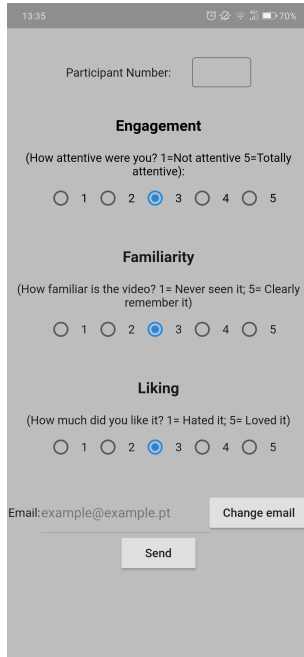 13:35 70%
Participant Number:
Engagement
(How attentive were you? 1=Not attentive 5=Totally
attentive):
1 2 3 4 5
Familiarity
(How familiar is the video? 1= Never seen it; 5= Clearly
remember it)
1 2 3 4 5
Liking
(How much did you like it? 1= Hated it; 5= Loved it)
1 2 3 4 5
Email: example@example.pt Change email
Send